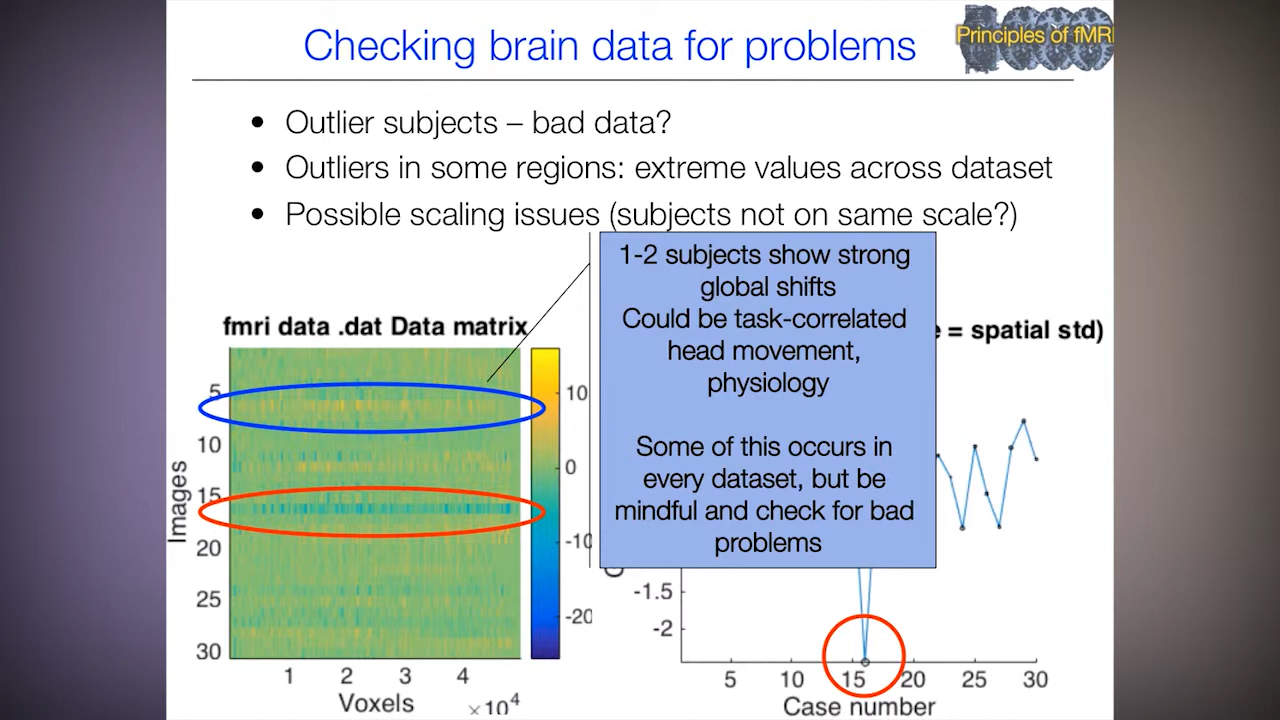 Checking brain data for problems
Principles of fMRI
• Outlier subjects – bad data?
• Outliers in some regions: extreme values across dataset
• Possible scaling issues (subjects not on same scale?)
1-2 subjects show strong
global shifts
Could be task-correlated
head movement,
physiology
Some of this occurs in
every dataset, but be
mindful and check for bad
problems
fmri data .dat Data matrix
Images
5
10
15
20
25
30
1 2 3 4
Voxels
×10^4
10
0
-10
-20
= spatial std)
-1.5
-2
5 10 15 20 25 30
Case number